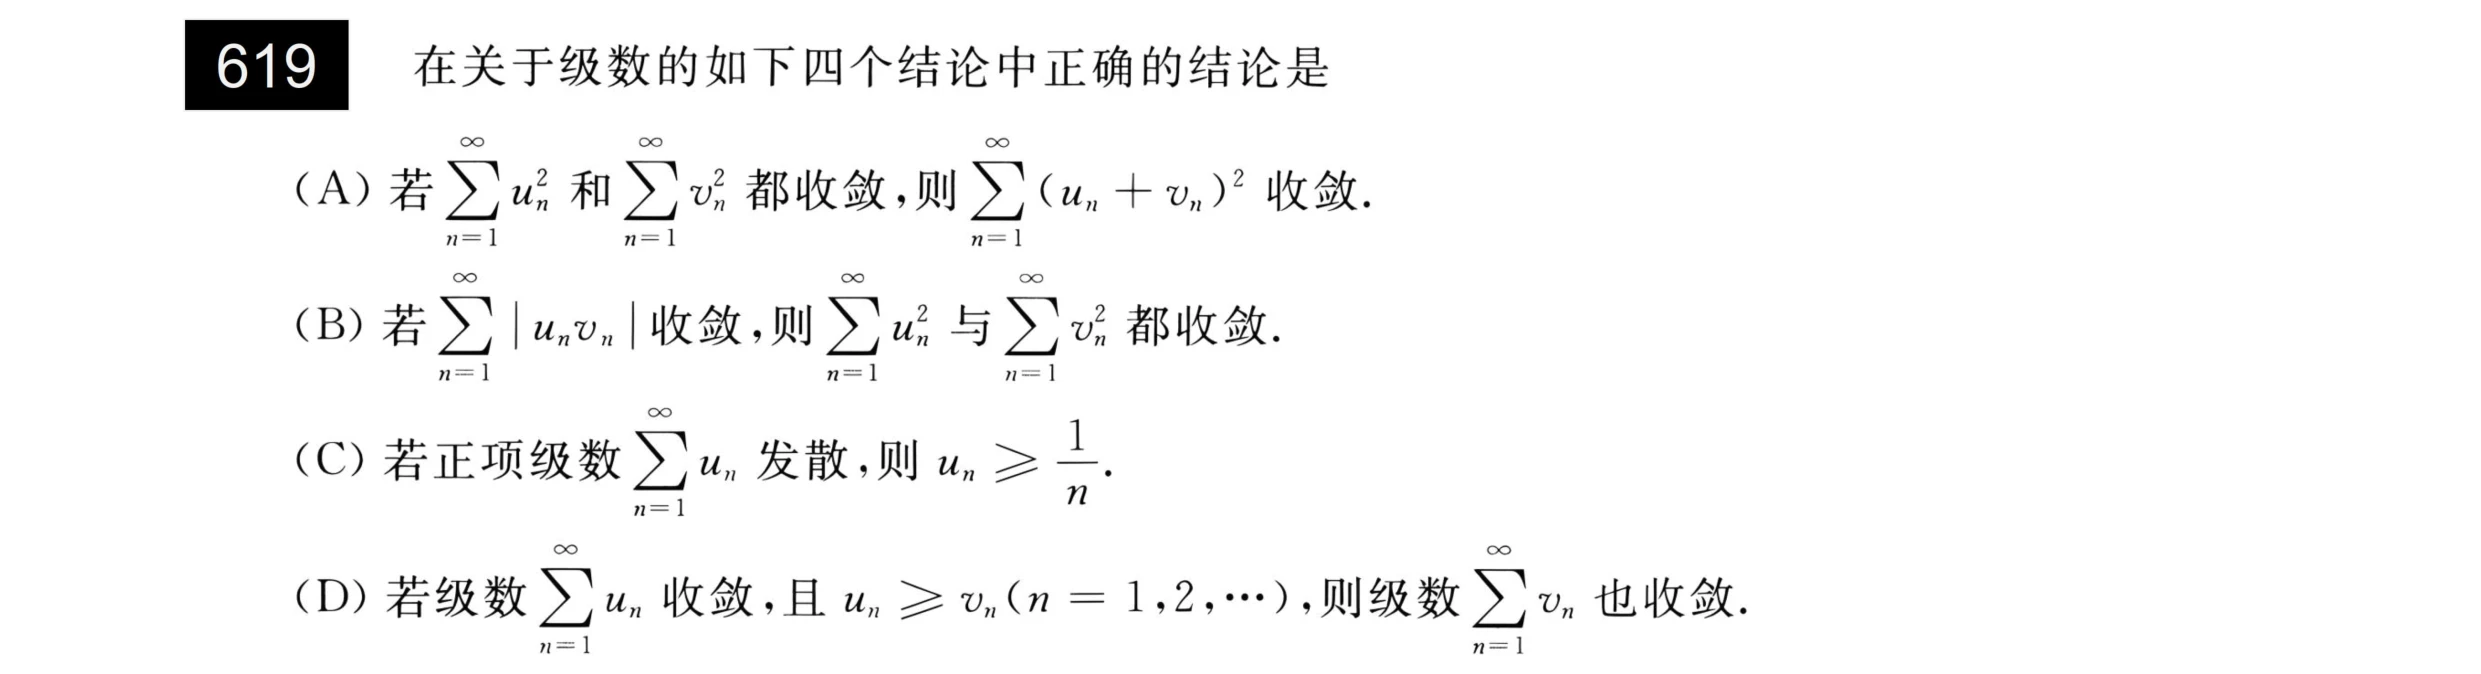 619 在关于级数的如下四个结论中正确的结论是
(A) 若 $\sum_{n=1}^{\infty} u_n^2$ 和 $\sum_{n=1}^{\infty} v_n^2$ 都收敛,则 $\sum_{n=1}^{\infty} (u_n + v_n)^2$ 收敛.
(B) 若 $\sum_{n=1}^{\infty} |u_n v_n|$ 收敛,则 $\sum_{n=1}^{\infty} u_n^2$ 与 $\sum_{n=1}^{\infty} v_n^2$ 都收敛.
(C) 若正项级数 $\sum_{n=1}^{\infty} u_n$ 发散,则 $u_n \geqslant \frac{1}{n}$.
(D) 若级数 $\sum_{n=1}^{\infty} u_n$ 收敛,且 $u_n \geqslant v_n (n = 1,2,\cdots)$,则级数 $\sum_{n=1}^{\infty} v_n$ 也收敛.